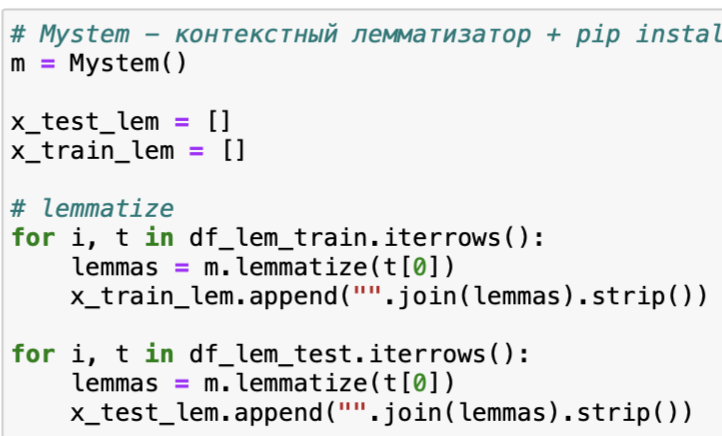 # Mystem – контекстный лемматизатор + pip instal
m = Mystem()
x_test_lem = []
x_train_lem = []
# lemmatize
for i, t in df_lem_train.iterrows():
    lemmas = m.lemmatize(t[0])
    x_train_lem.append("".join(lemmas).strip())
for i, t in df_lem_test.iterrows():
    lemmas = m.lemmatize(t[0])
    x_test_lem.append("".join(lemmas).strip())